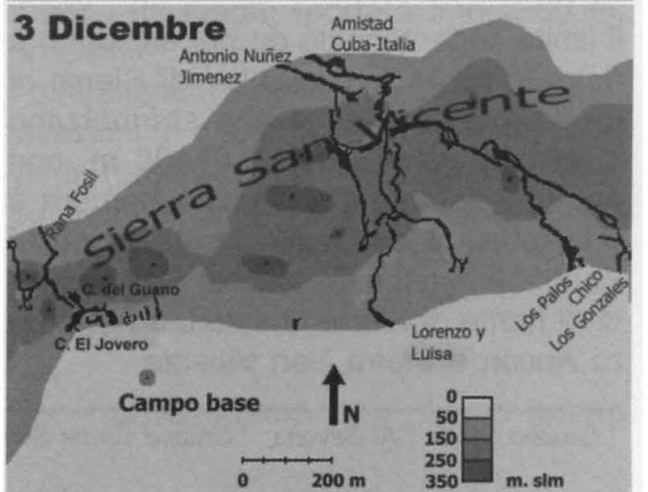 3 Dicembre
Amistad
Cuba-Italia
Antonio Nuñez
Jimenez
Sierra San Vicente
Rana Fosil
C. del Guano
C. El Jovero
Los Palos
Chico
Los Gonzales
Lorenzo y
Luisa
Campo base
N
0 200 m
0
50
150
350 m. slm